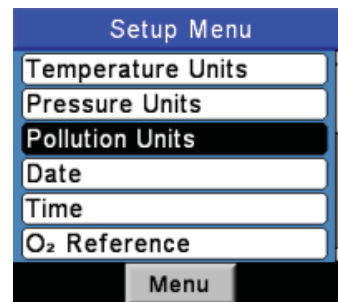 Setup Menu
Temperature Units
Pressure Units
Pollution Units
Date
Time
O₂ Reference
Menu